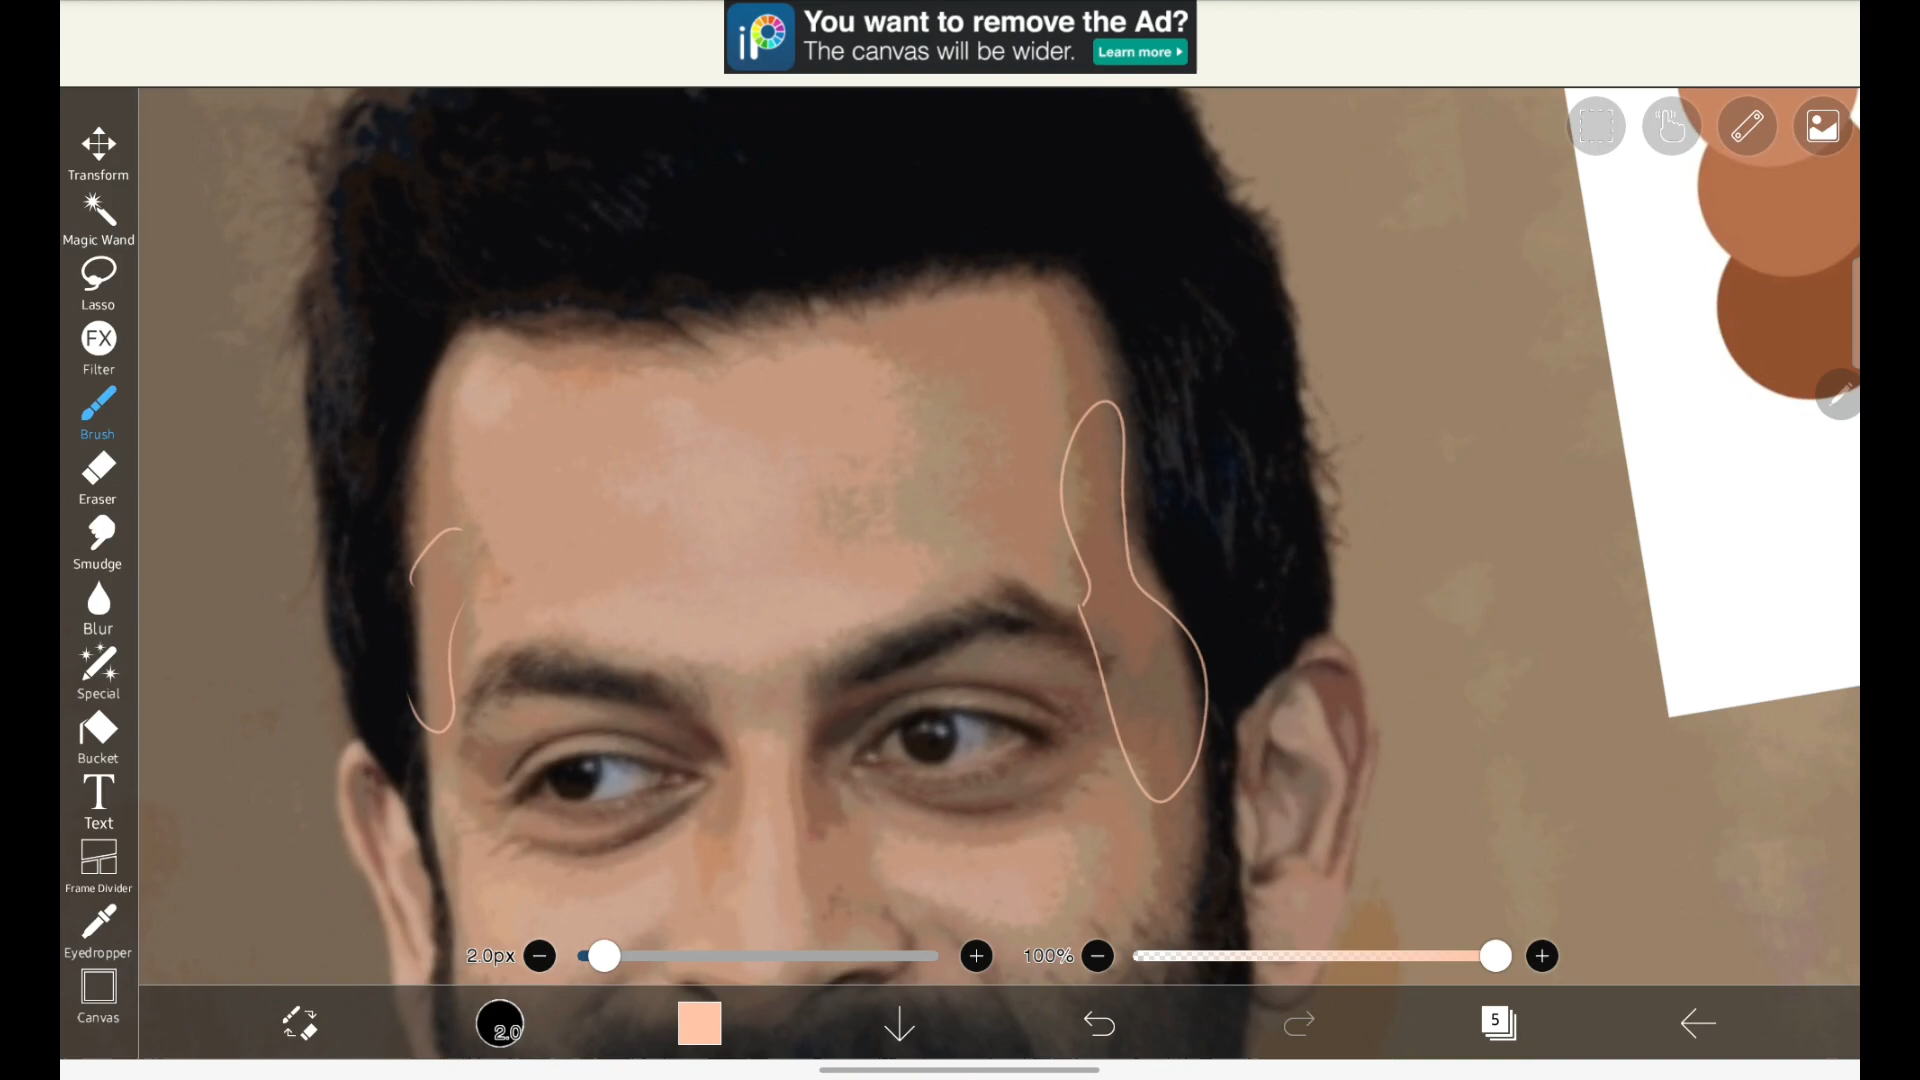 iP
You want to remove the Ad?
The canvas will be wider.
Learn more
Transform
Magic Wand
Lasso
FX
Filter
Brush
Eraser
Smudge
Blur
Special
Bucket
T
Text
Frame Divider
Eyedropper
Canvas
2.0px
100%
2.0
5